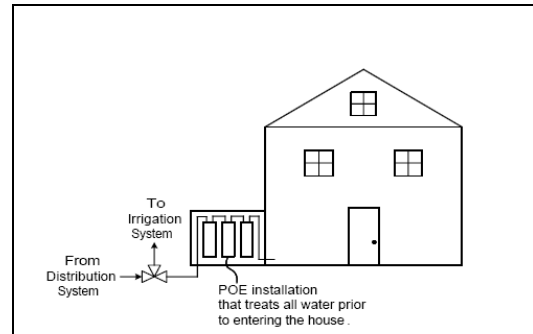 To
Irrigation
System
From
Distribution
System
POE installation
that treats all water prior
to entering the house .